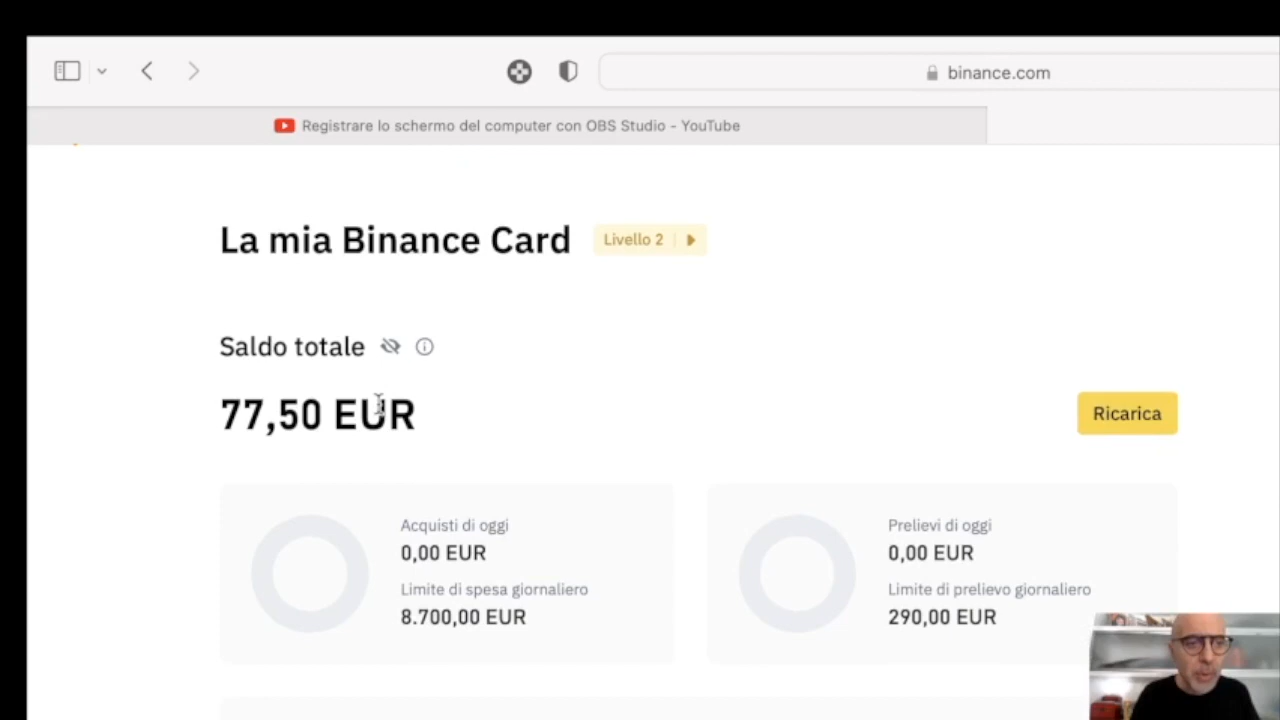 binance.com
Registrare lo schermo del computer con OBS Studio - YouTube
La mia Binance Card
Livello 2
Saldo totale
77,50 EUR
Ricarica
Acquisti di oggi
0,00 EUR
Limite di spesa giornaliero
8.700,00 EUR
Prelievi di oggi
0,00 EUR
Limite di prelievo giornaliero
290,00 EUR